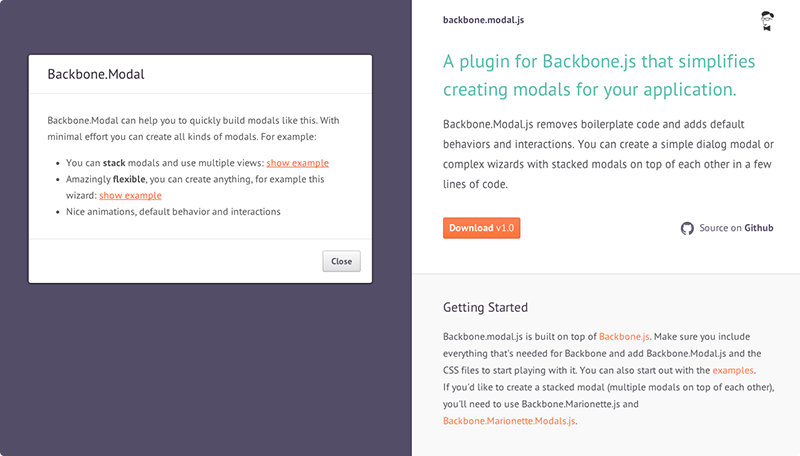 Backbone.Modal
Backbone.Modal can help you to quickly build modals like this. With
minimal effort you can create all kinds of modals. For example:
• You can stack modals and use multiple views: show example
• Amazingly flexible, you can create anything, for example this
wizard: show example
• Nice animations, default behavior and interactions
Close
backbone.modal.js
A plugin for Backbone.js that simplifies
creating modals for your application.
Backbone.Modal.js removes boilerplate code and adds default
behaviors and interactions. You can create a simple dialog modal or
complex wizards with stacked modals on top of each other in a few
lines of code.
Download v1.0
Source on Github
Getting Started
Backbone.modal.js is built on top of Backbone.js. Make sure you include
everything that's needed for Backbone and add Backbone.Modal.js and the
CSS files to start playing with it. You can also start out with the examples.
If you'd like to create a stacked modal (multiple modals on top of each other),
you'll need to use Backbone.Marionette.js and
Backbone.Marionette.Modals.js.